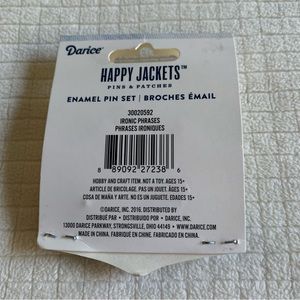 Darice®
HAPPY JACKETS™
PINS & PATCHES
ENAMEL PIN SET | BROCHES ÉMAIL
30020592
IRONIC PHRASES
PHRASES IRONIQUES
8 89092 27238 6
HOBBY AND CRAFT ITEM. NOT A TOY. AGES 15+
ARTICLE DE BRICOLAGE. PAS UN JOUET. ÂGES 15+
COSA DE MAÑA Y ARTE. NO ES UN JUGUETE. EDADES 15+
©DARICE, INC. 2016. DIST. BY
DISTRIBUÉ PAR • DISTRIBUIDO POR • DARICE, INC.
13000 DARICE PARKWAY, STRONGSVILLE, OHIO 44149 • WWW.DARICE.COM
MADE IN CHINA. FABRIQUÉ EN CHINE. FABRICADO EN CHINA.